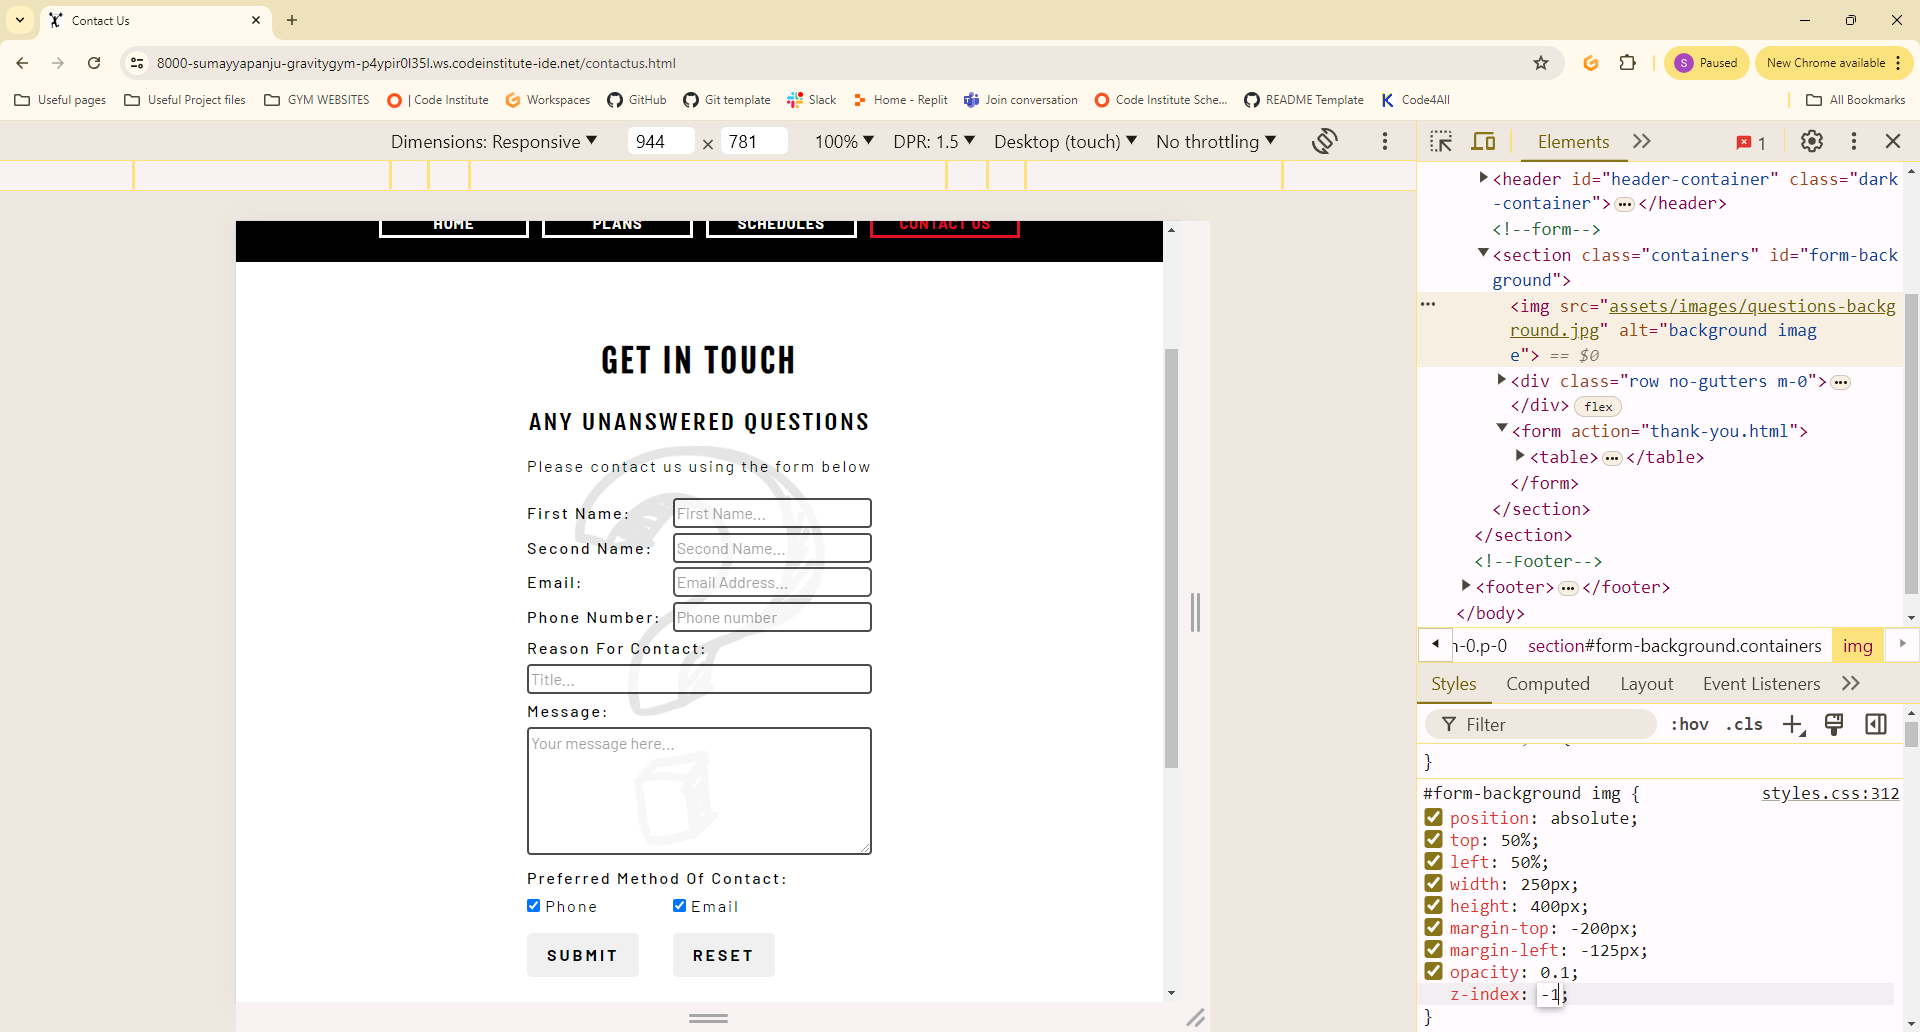 Contact Us
8000-sumayyapanju-gravitygym-p4ypir0l35l.ws.codeinstitute-ide.net/contactus.html
S Paused
New Chrome available
Useful pages Useful Project files GYM WEBSITES | Code Institute Workspaces GitHub Git template Slack Home - Replit Join conversation Code Institute Sche... README Template Code4All All Bookmarks
Dimensions: Responsive 944 × 781 100% DPR: 1.5 Desktop (touch) No throttling
Elements 1
HOME PLANS SCHEDULES CONTACT US
GET IN TOUCH
ANY UNANSWERED QUESTIONS
Please contact us using the form below
First Name: First Name...
Second Name: Second Name...
Email: Email Address...
Phone Number: Phone number
Reason For Contact:
Title...
Message:
Your message here...
Preferred Method Of Contact:
Phone Email
SUBMIT RESET
<header id="header-container" class="dark
-container"> ... </header>
<!--form-->
<section class="containers" id="form-back
ground">
<img src="assets/images/questions-backg
round.jpg" alt="background imag
e"> == $0
<div class="row no-gutters m-0"> ...
</div> flex
<form action="thank-you.html">
<table> ... </table>
</form>
</section>
</section>
<!--Footer-->
<footer> ... </footer>
</body>
n-0.p-0 section#form-background.containers img
Styles Computed Layout Event Listeners
Filter :hov .cls
}
#form-background img { styles.css:312
position: absolute;
top: 50%;
left: 50%;
width: 250px;
height: 400px;
margin-top: -200px;
margin-left: -125px;
opacity: 0.1;
z-index: -1;
}